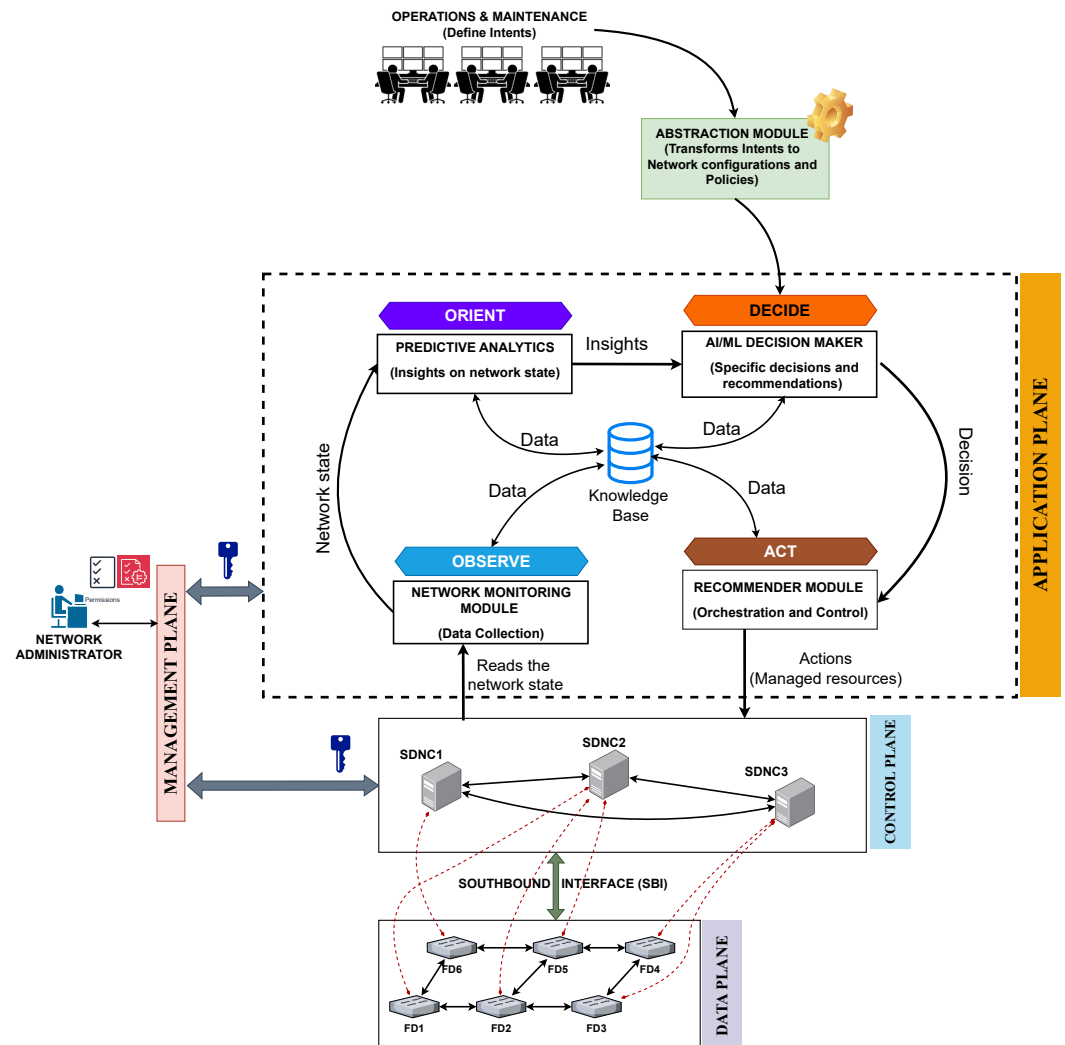 OPERATIONS & MAINTENANCE
(Define Intents)
ABSTRACTION MODULE
(Transforms Intents to
Network configurations and
Policies)
ORIENT
PREDICTIVE ANALYTICS
(Insights on network state)
Insights
DECIDE
AI/ML DECISION MAKER
(Specific decisions and
recommendations)
Data
Data
Data
Data
Knowledge
Base
Network state
Decision
OBSERVE
NETWORK MONITORING
MODULE
(Data Collection)
ACT
RECOMMENDER MODULE
(Orchestration and Control)
Reads the
network state
Actions
(Managed resources)
APPLICATION PLANE
Permissions
NETWORK
ADMINISTRATOR
MANAGEMENT PLANE
SDNC1
SDNC2
SDNC3
CONTROL PLANE
SOUTHBOUND INTERFACE (SBI)
FD6
FD5
FD4
FD1
FD2
FD3
DATA PLANE